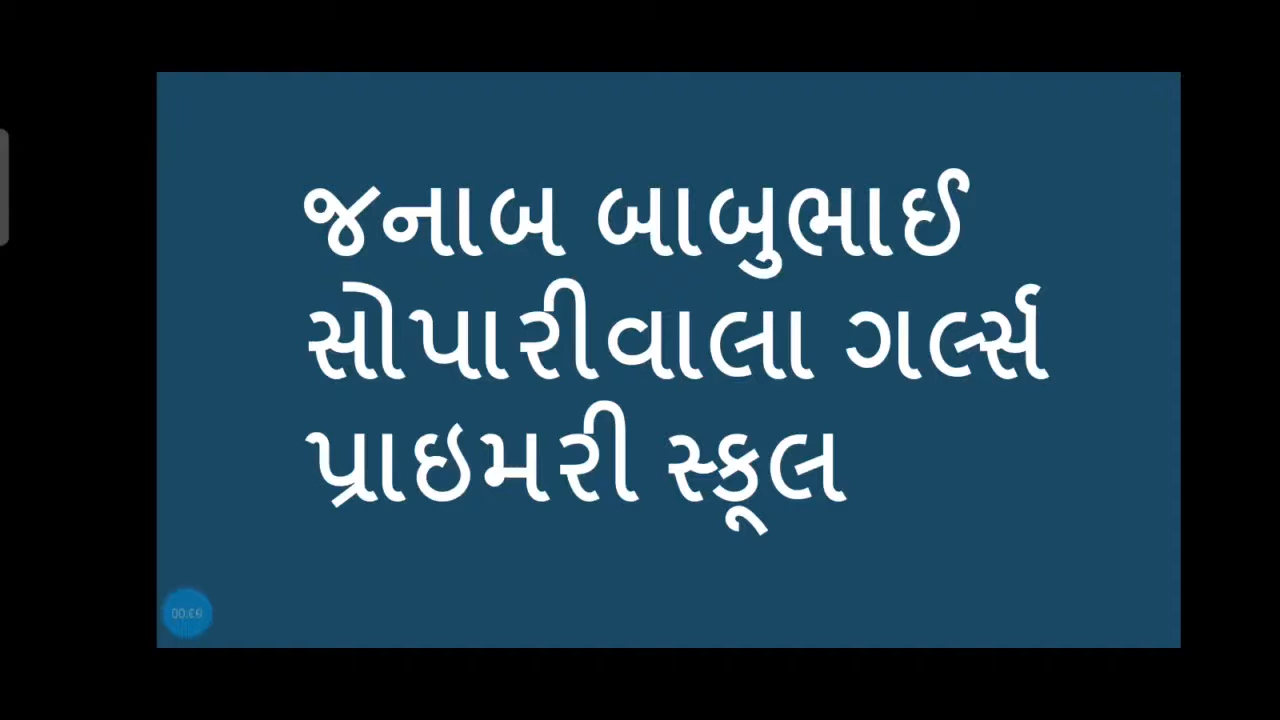 જનાબ બાબુભાઈ
સોપારીવાલા ગર્લ્સ
પ્રાઇમરી સ્કૂલ